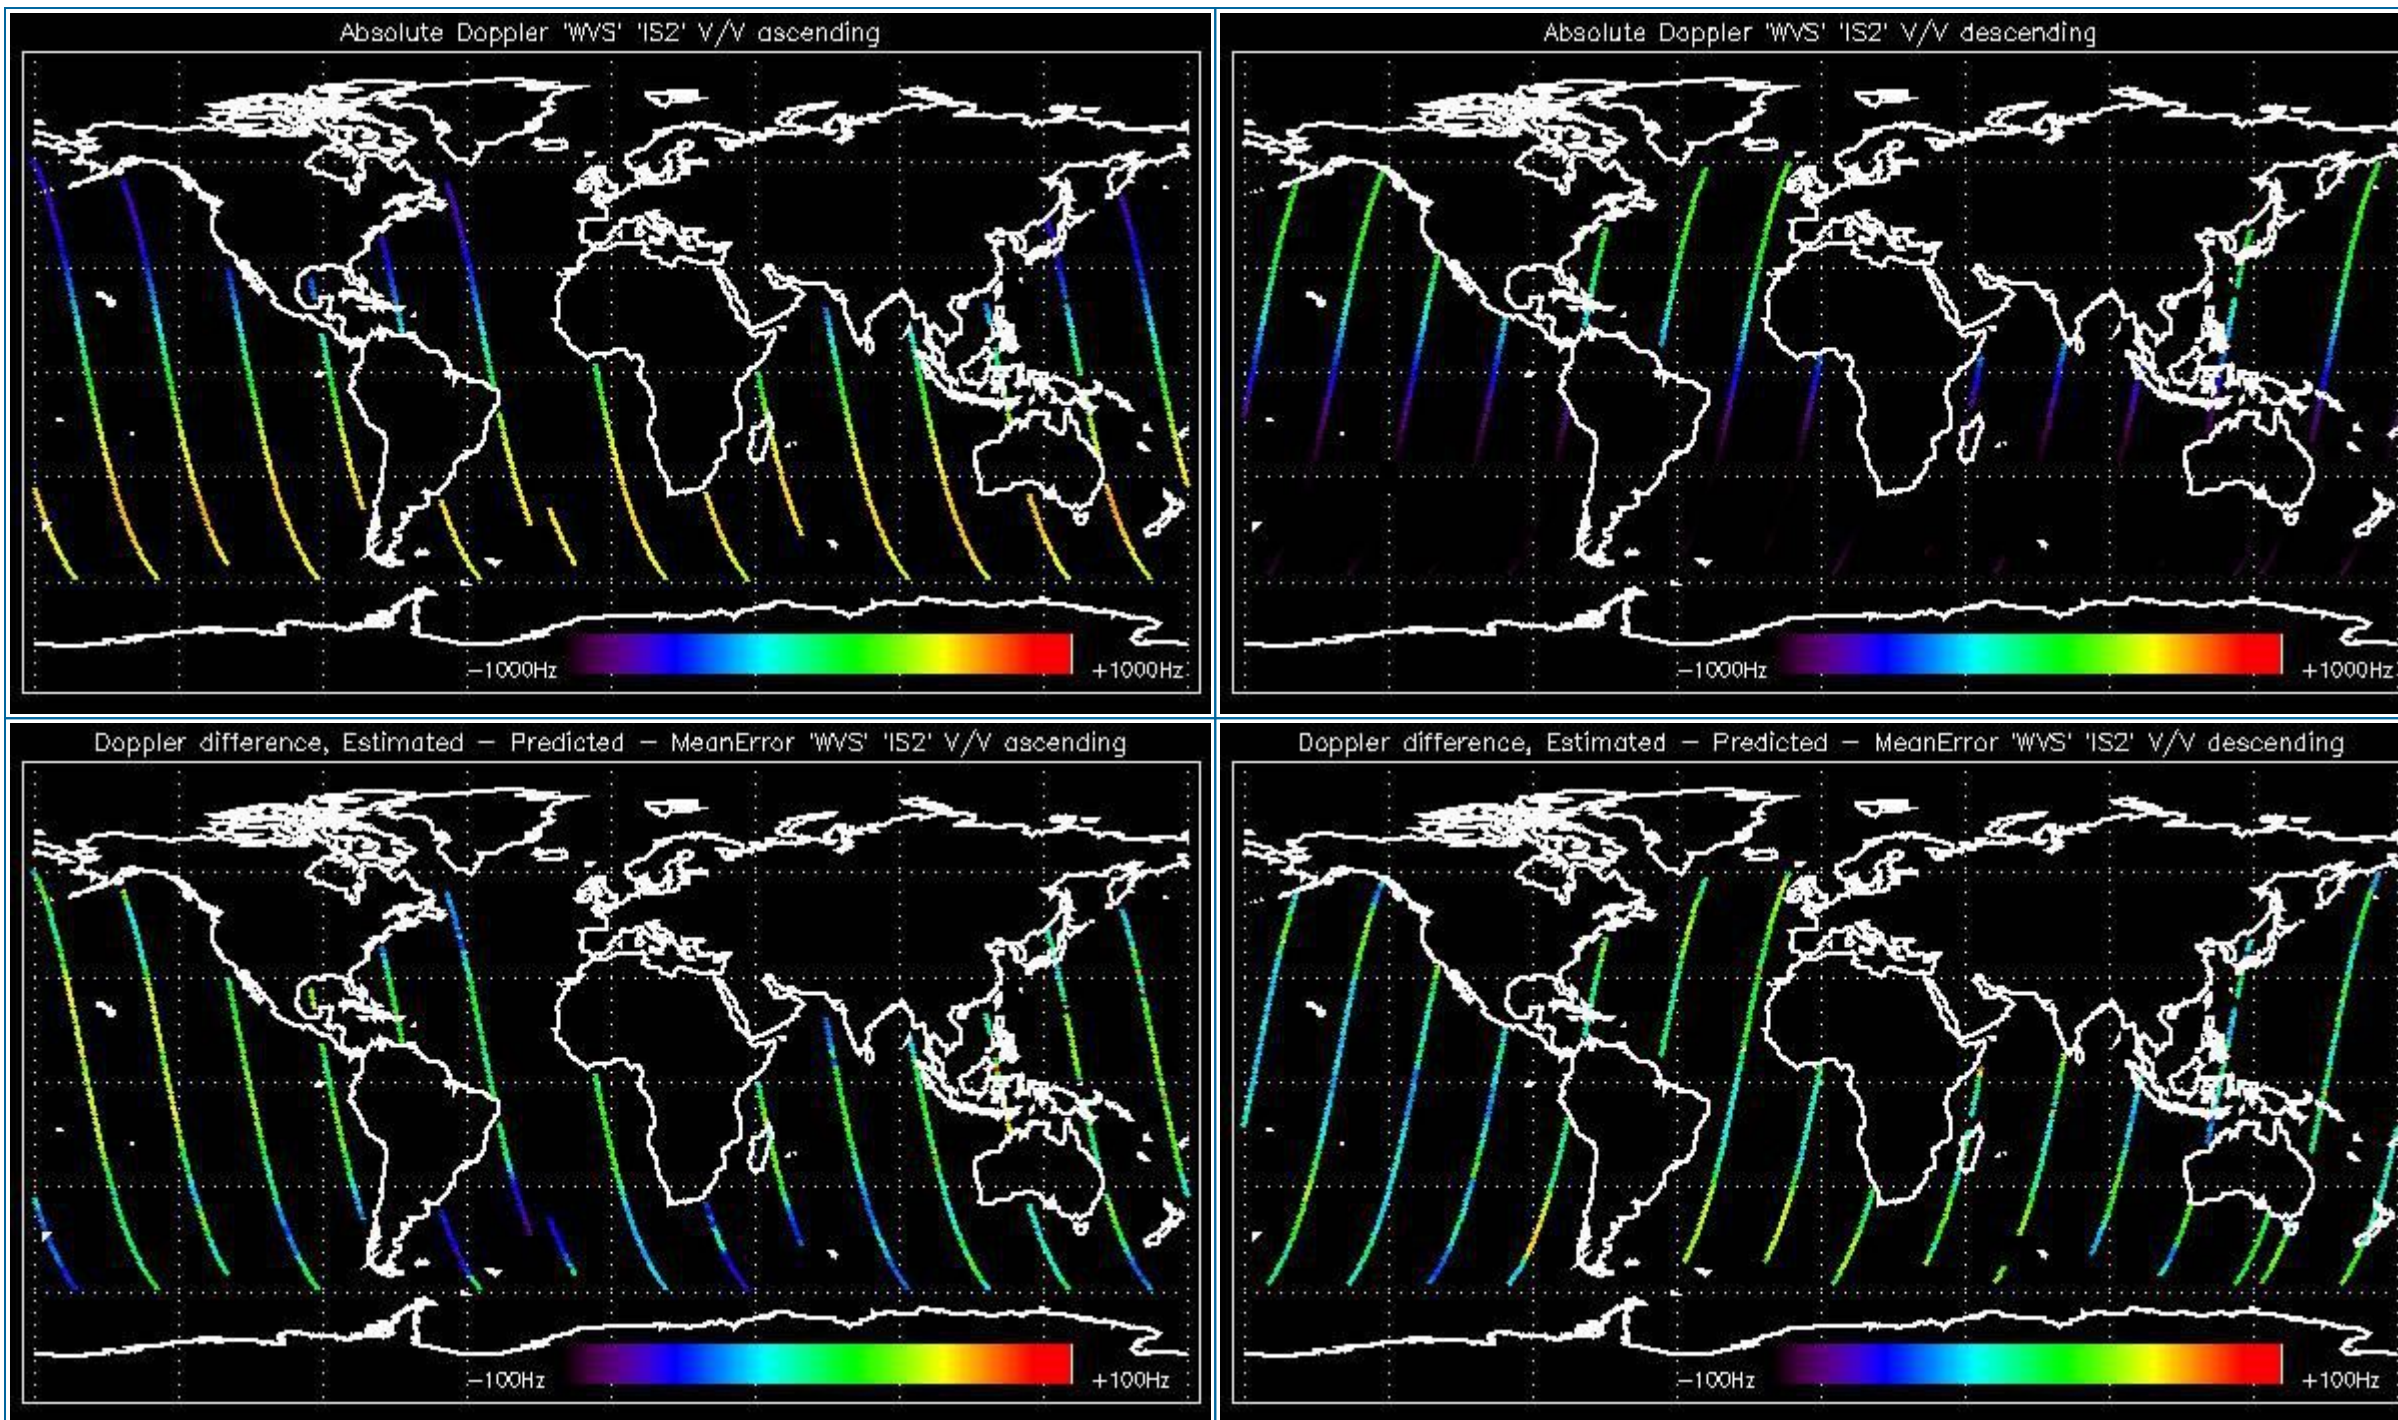 Absolute Doppler 'WVS' 'IS2' V/V ascending
−1000Hz
+1000Hz
Absolute Doppler 'WVS' 'IS2' V/V descending
−1000Hz
+1000Hz
Doppler difference, Estimated − Predicted − MeanError 'WVS' 'IS2' V/V ascending
−100Hz
+100Hz
Doppler difference, Estimated − Predicted − MeanError 'WVS' 'IS2' V/V descending
−100Hz
+100Hz